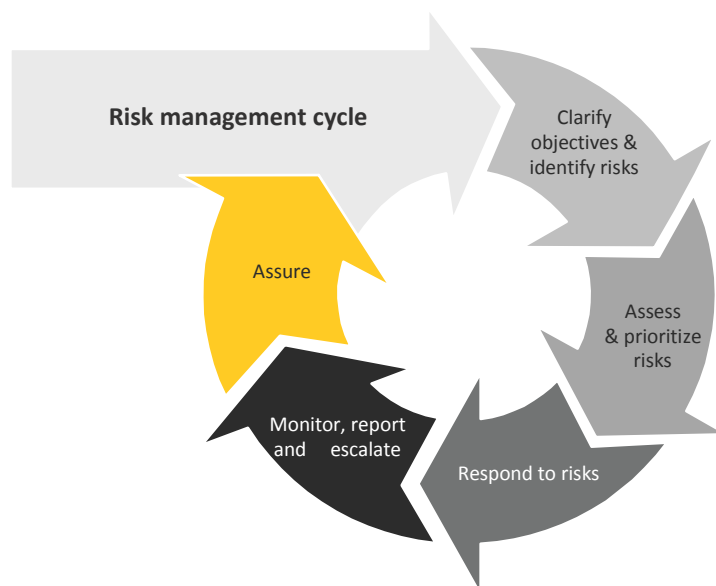 Risk management cycle
Clarify
objectives &
identify risks
Assess
& prioritize
risks
Respond to risks
Monitor, report
and escalate
Assure